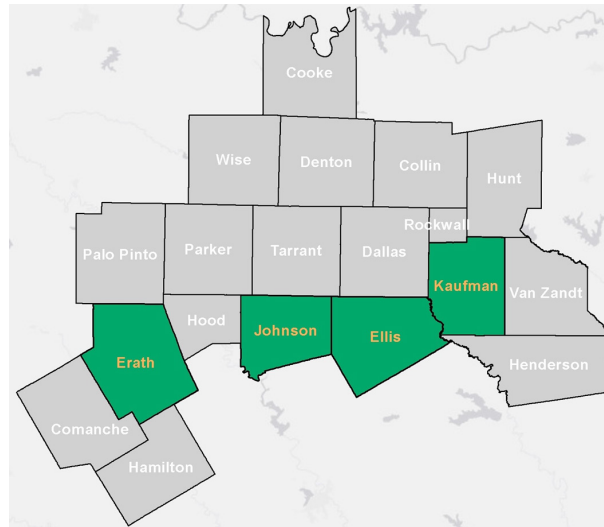 Cooke
Wise
Denton
Collin
Hunt
Rockwall
Palo Pinto
Parker
Tarrant
Dallas
Kaufman
Van Zandt
Hood
Johnson
Ellis
Erath
Henderson
Comanche
Hamilton